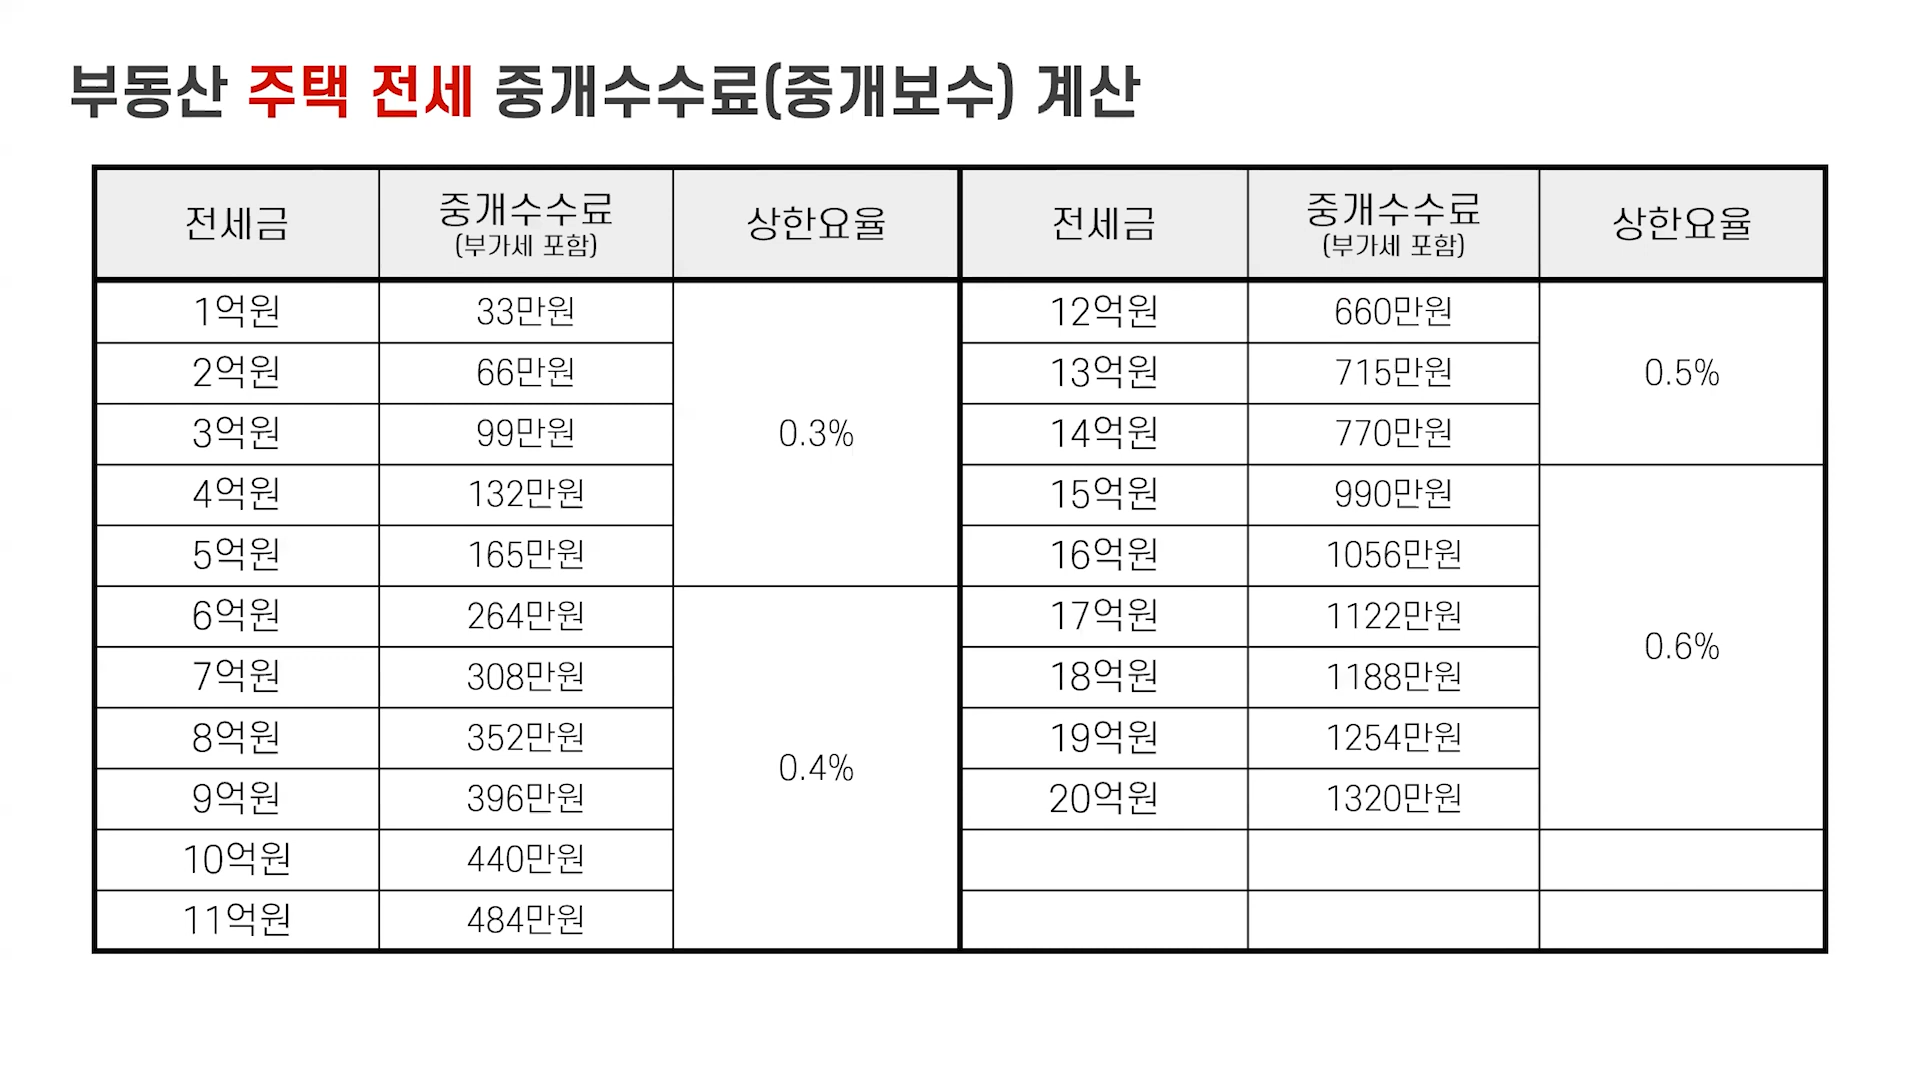 부동산 주택 전세 중개수수료(중개보수) 계산
전세금 중개수수료 (부가세 포함) 상한요율 전세금 중개수수료 (부가세 포함) 상한요율
1억원 33만원 12억원 660만원
2억원 66만원 13억원 715만원 0.5%
3억원 99만원 0.3% 14억원 770만원
4억원 132만원 15억원 990만원
5억원 165만원 16억원 1056만원
6억원 264만원 17억원 1122만원
0.6%
7억원 308만원 18억원 1188만원
8억원 352만원 19억원 1254만원
0.4%
9억원 396만원 20억원 1320만원
10억원 440만원
11억원 484만원